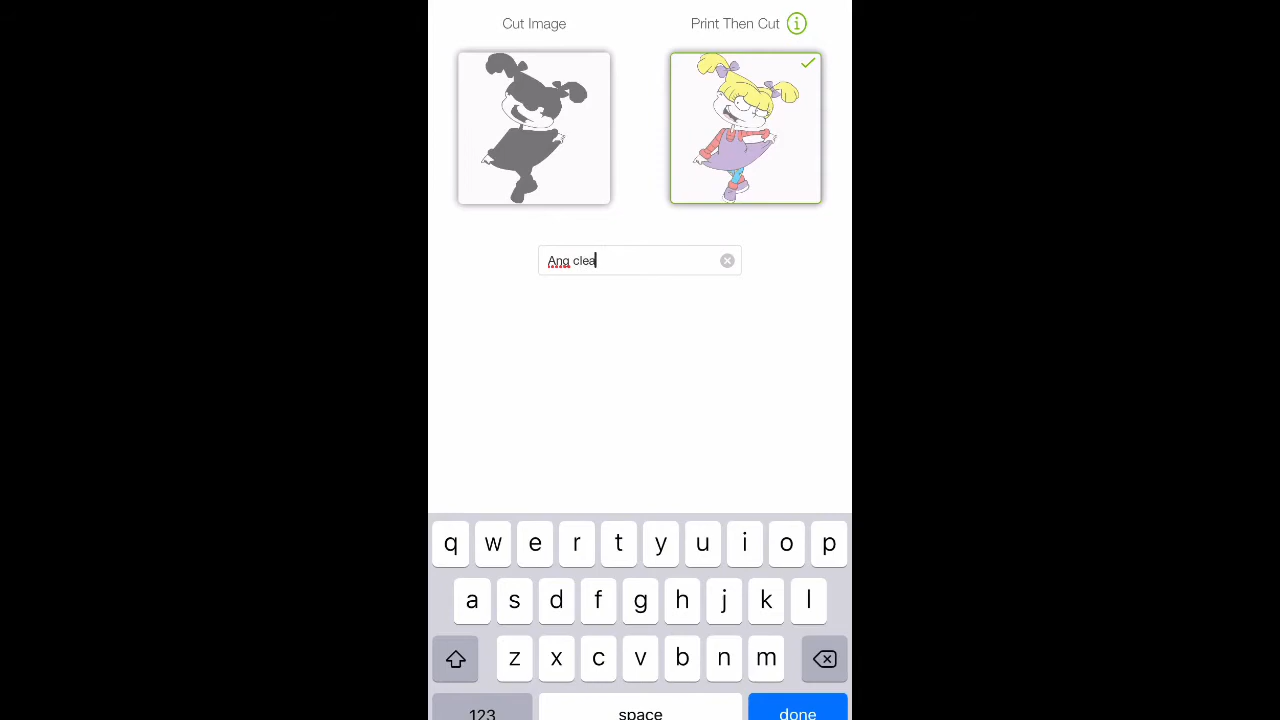 Cut Image
Print Then Cut i
Ang clea
q w e r t y u i o p
a s d f g h j k l
z x c v b n m
123 space done